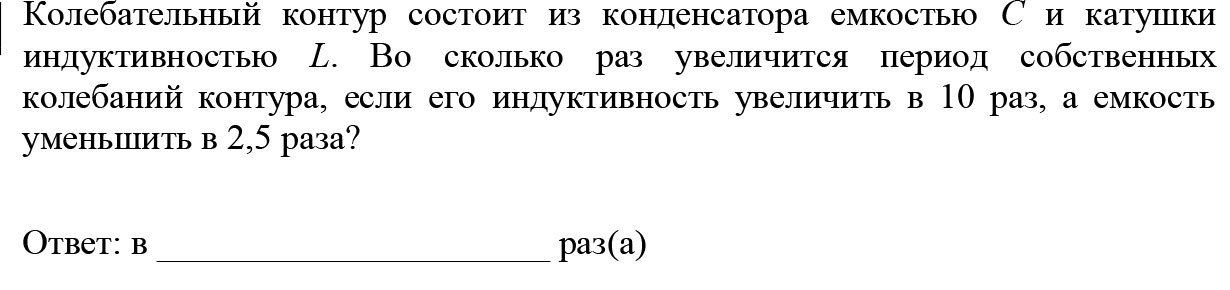 Колебательный контур состоит из конденсатора емкостью C и катушки
индуктивностью L. Во сколько раз увеличится период собственных
колебаний контура, если его индуктивность увеличить в 10 раз, а емкость
уменьшить в 2,5 раза?
Ответ: в ______________________ раз(а)